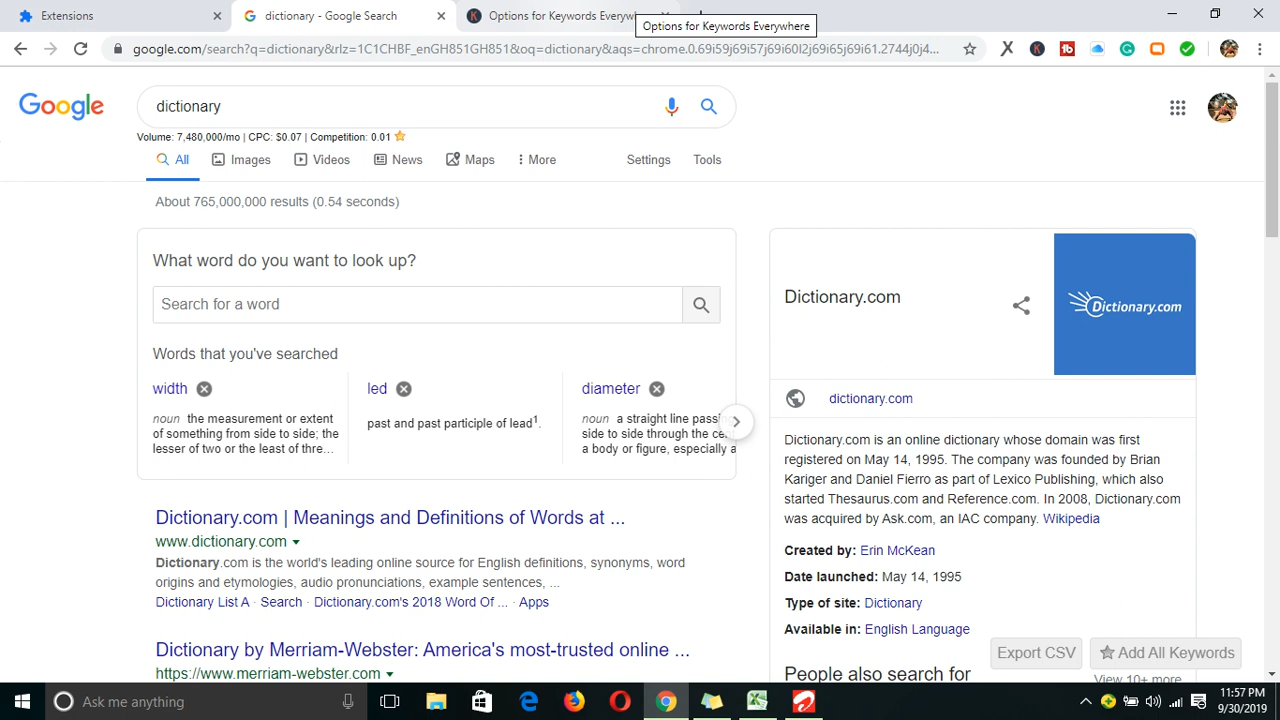 Extensions
dictionary - Google Search
Options for Keywords Everyw
Options for Keywords Everywhere
google.com/search?q=dictionary&rlz=1C1CHBF_enGH851GH851&oq=dictionary&aqs=chrome.0.69i59j69i57j69i60l2j69i65j69i61.2744j0j4...
Google
dictionary
Volume: 7,480,000/mo | CPC: $0.07 | Competition: 0.01
All
Images
Videos
News
Maps
More
Settings
Tools
About 765,000,000 results (0.54 seconds)
What word do you want to look up?
Search for a word
Words that you've searched
width
noun the measurement or extent
of something from side to side; the
lesser of two or the least of thre...
led
past and past participle of lead1.
diameter
noun a straight line passin
side to side through the cen
a body or figure, especially a
Dictionary.com | Meanings and Definitions of Words at ...
www.dictionary.com
Dictionary.com is the world's leading online source for English definitions, synonyms, word
origins and etymologies, audio pronunciations, example sentences, ...
Dictionary List A · Search · Dictionary.com's 2018 Word Of ... · Apps
Dictionary by Merriam-Webster: America's most-trusted online ...
https://www.merriam-webster.com
Dictionary.com
Dictionary.com
dictionary.com
Dictionary.com is an online dictionary whose domain was first
registered on May 14, 1995. The company was founded by Brian
Kariger and Daniel Fierro as part of Lexico Publishing, which also
started Thesaurus.com and Reference.com. In 2008, Dictionary.com
was acquired by Ask.com, an IAC company. Wikipedia
Created by: Erin McKean
Date launched: May 14, 1995
Type of site: Dictionary
Available in: English Language
People also search for
View 10+ more
Export CSV
Add All Keywords
Ask me anything
11:57 PM
9/30/2019